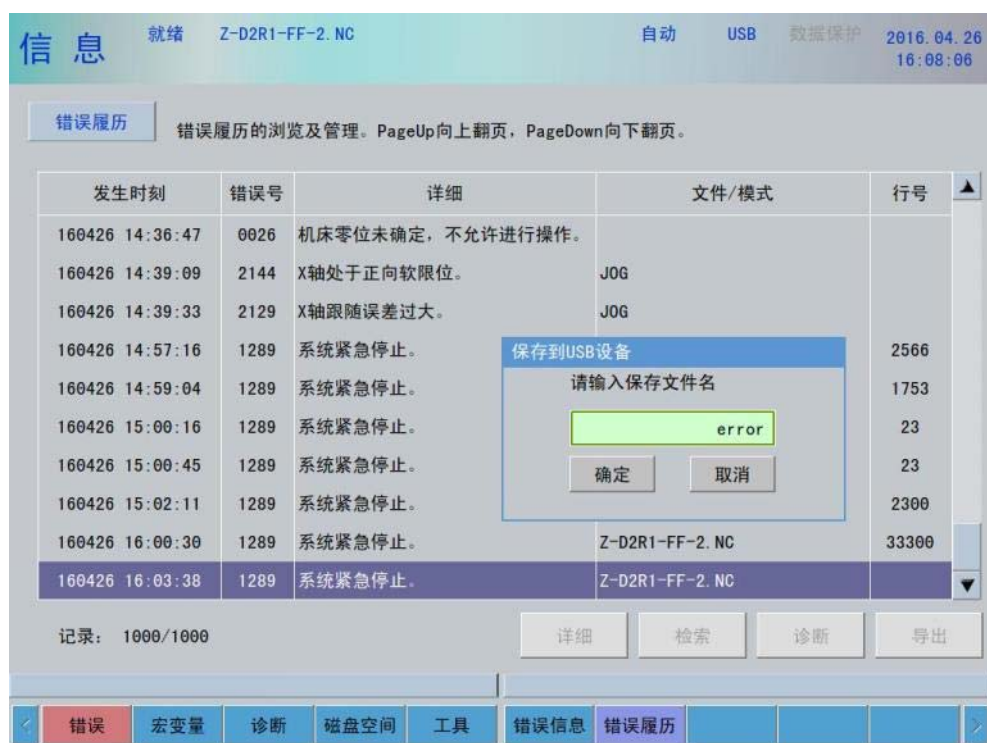 信息 就绪 Z-D2R1-FF-2.NC 自动 USB 数据保护 2016.04.26
16:08:06
错误履历 错误履历的浏览及管理。PageUp向上翻页，PageDown向下翻页。
发生时刻 错误号 详细 文件/模式 行号
160426 14:36:47 0026 机床零位未确定，不允许进行操作。
160426 14:39:09 2144 X轴处于正向软限位。 JOG
160426 14:39:33 2129 X轴跟随误差过大。 JOG
160426 14:57:16 1289 系统紧急停止。 2566
160426 14:59:04 1289 系统紧急停止。 1753
160426 15:00:16 1289 系统紧急停止。 23
160426 15:00:45 1289 系统紧急停止。 23
160426 15:02:11 1289 系统紧急停止。 2300
160426 16:00:30 1289 系统紧急停止。 Z-D2R1-FF-2.NC 33300
160426 16:03:38 1289 系统紧急停止。 Z-D2R1-FF-2.NC
保存到USB设备
请输入保存文件名
error
确定 取消
记录： 1000/1000 详细 检索 诊断 导出
< 错误 宏变量 诊断 磁盘空间 工具 错误信息 错误履历 >